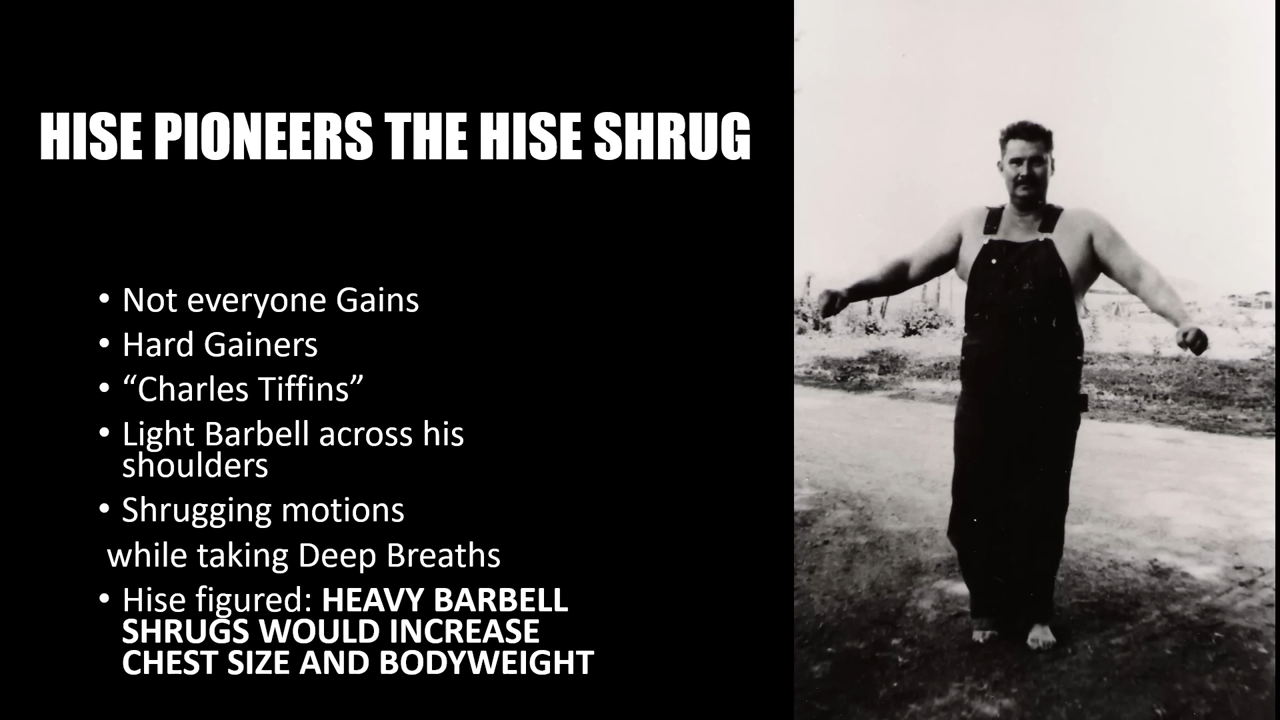 HISE PIONEERS THE HISE SHRUG
• Not everyone Gains
• Hard Gainers
• “Charles Tiffins”
• Light Barbell across his
shoulders
• Shrugging motions
while taking Deep Breaths
• Hise figured: HEAVY BARBELL
SHRUGS WOULD INCREASE
CHEST SIZE AND BODYWEIGHT